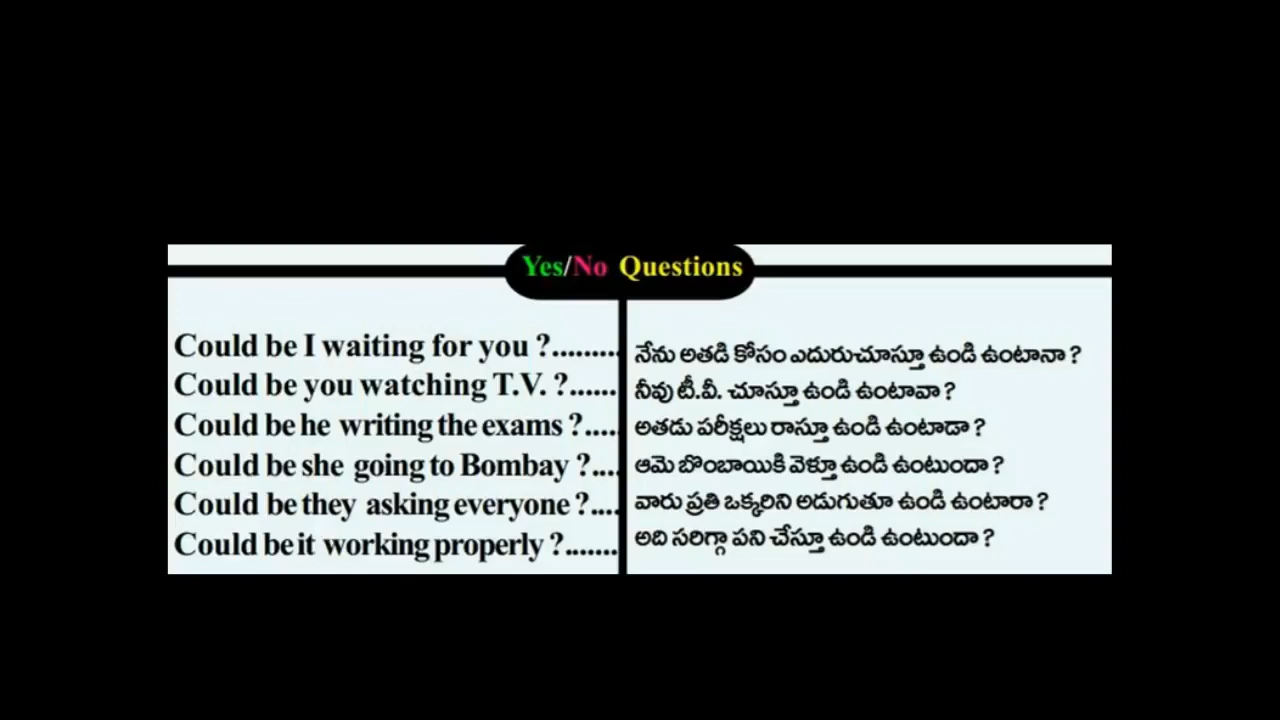 Yes/No Questions
Could be I waiting for you ?......... నేను అతడి కోసం ఎదురుచూస్తూ ఉండి ఉంటానా ?
Could be you watching T.V. ?...... నీవు టీ.వీ. చూస్తూ ఉండి ఉంటావా ?
Could be he writing the exams ?..... అతడు పరీక్షలు రాస్తూ ఉండి ఉంటాడా ?
Could be she going to Bombay ?.... ఆమె బొంబాయికి వెళ్తూ ఉండి ఉంటుందా ?
Could be they asking everyone ?.... వారు ప్రతి ఒక్కరిని అడుగుతూ ఉండి ఉంటారా ?
Could be it working properly ?....... అది సరిగ్గా పని చేస్తూ ఉండి ఉంటుందా ?